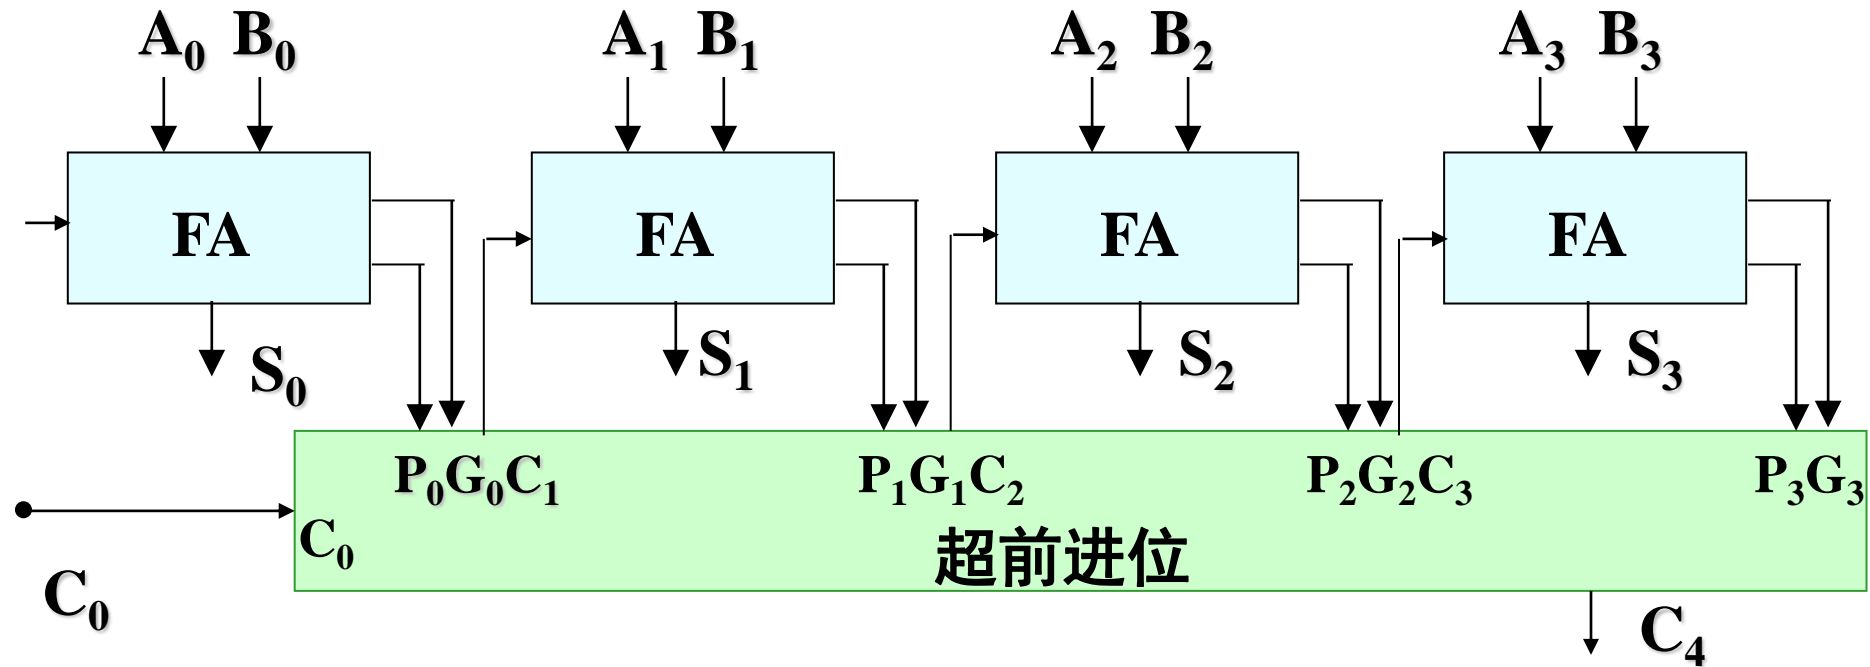 A₀ B₀ A₁ B₁ A₂ B₂ A₃ B₃
FA FA FA FA
S₀ S₁ S₂ S₃
P₀G₀C₁ P₁G₁C₂ P₂G₂C₃ P₃G₃
C₀
超前进位
C₀ C₄